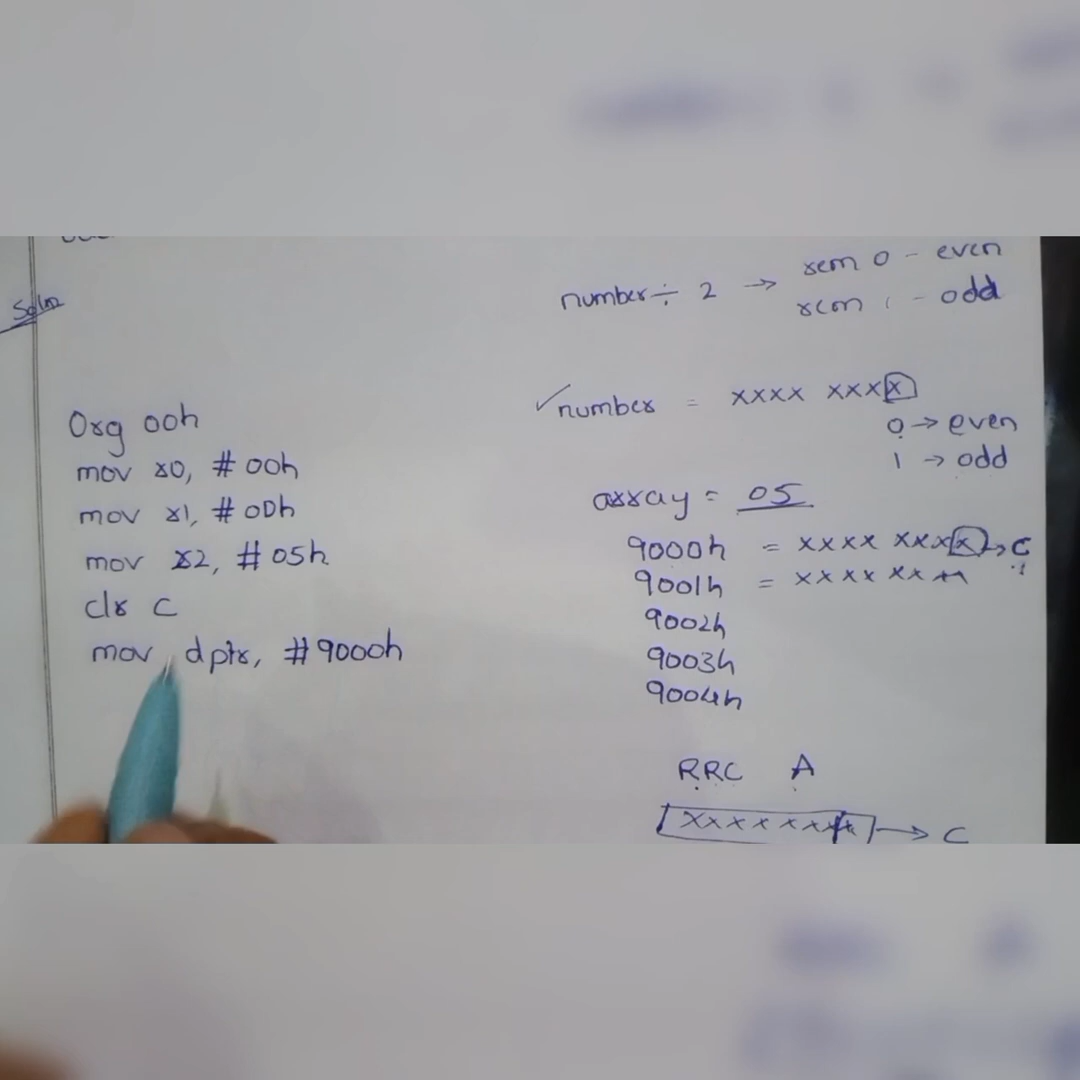 Soln
number ÷ 2 → rem 0 - even
rem 1 - odd
✓number = xxxx xxxx
0 → even
1 → odd
Org 00h
mov r0, #00h
mov r1, #00h
mov r2, #05h
clr C
mov dptr, #9000h
array = 05
9000h = xxxx xxxx → C
9001h = xxxx xxxx
9002h
9003h
9004h
RRC A
xxxxxxxx → C